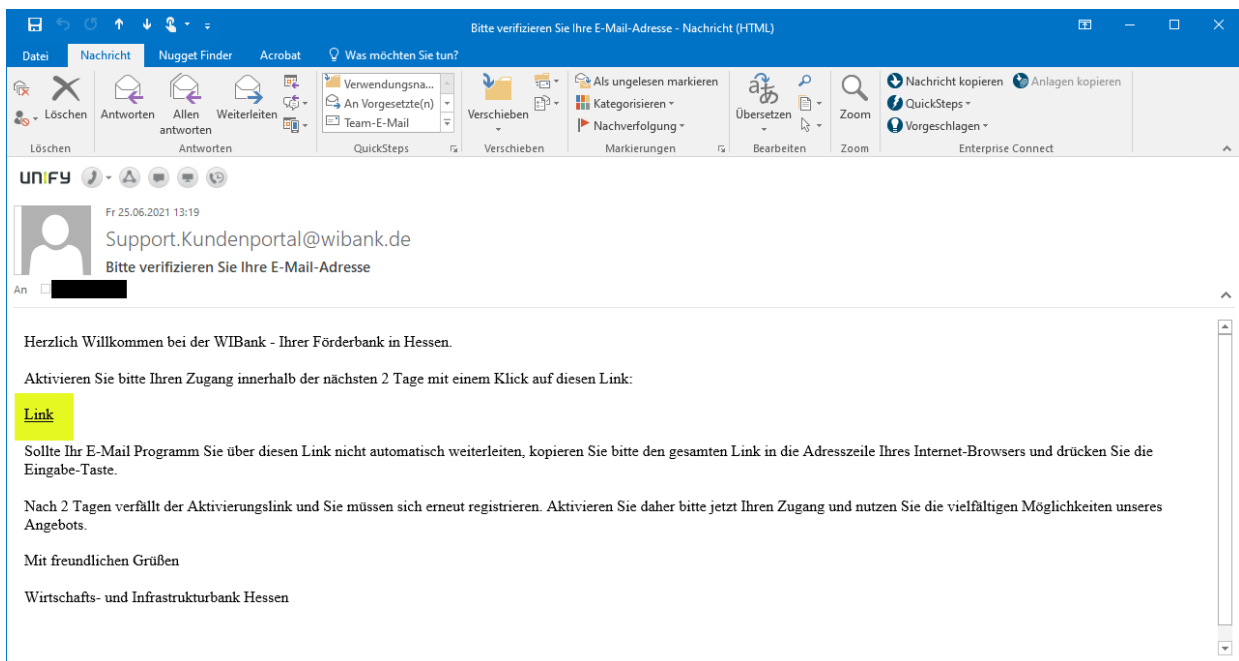 Bitte verifizieren Sie Ihre E-Mail-Adresse - Nachricht (HTML)
Datei Nachricht Nugget Finder Acrobat Was möchten Sie tun?
Löschen
Antworten
Allen antworten
Weiterleiten
Verwendungsna...
An Vorgesetzte(n)
Team-E-Mail
Verschieben
Als ungelesen markieren
Kategorisieren
Nachverfolgung
Übersetzen
Zoom
Nachricht kopieren Anlagen kopieren
QuickSteps
Vorgeschlagen
Löschen Antworten QuickSteps Verschieben Markierungen Bearbeiten Zoom Enterprise Connect
UNIFY
Fr 25.06.2021 13:19
Support.Kundenportal@wibank.de
Bitte verifizieren Sie Ihre E-Mail-Adresse
An
Herzlich Willkommen bei der WIBank - Ihrer Förderbank in Hessen.
Aktivieren Sie bitte Ihren Zugang innerhalb der nächsten 2 Tage mit einem Klick auf diesen Link:
Link
Sollte Ihr E-Mail Programm Sie über diesen Link nicht automatisch weiterleiten, kopieren Sie bitte den gesamten Link in die Adresszeile Ihres Internet-Browsers und drücken Sie die
Eingabe-Taste.
Nach 2 Tagen verfällt der Aktivierungslink und Sie müssen sich erneut registrieren. Aktivieren Sie daher bitte jetzt Ihren Zugang und nutzen Sie die vielfältigen Möglichkeiten unseres
Angebots.
Mit freundlichen Grüßen
Wirtschafts- und Infrastrukturbank Hessen